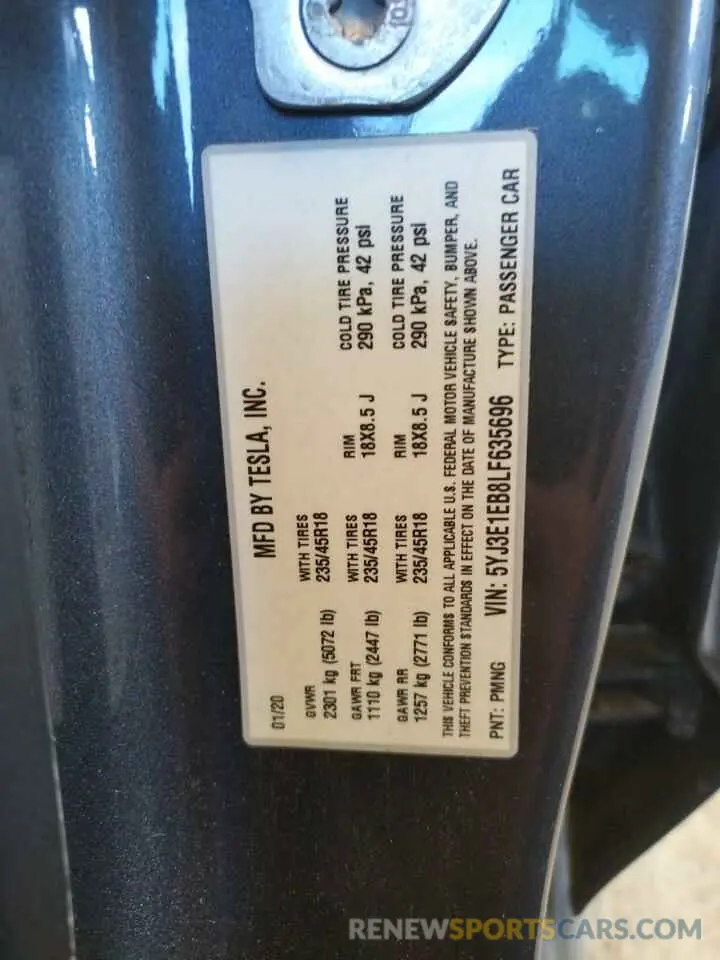 MFD BY TESLA, INC.
01/20
GVWR WITH TIRES
2301 kg (5072 lb) 235/45R18
GAWR FRT WITH TIRES RIM COLD TIRE PRESSURE
1110 kg (2447 lb) 235/45R18 18X8.5 J 290 kPa, 42 psi
GAWR RR WITH TIRES RIM COLD TIRE PRESSURE
1257 kg (2771 lb) 235/45R18 18X8.5 J 290 kPa, 42 psi
THIS VEHICLE CONFORMS TO ALL APPLICABLE U.S. FEDERAL MOTOR VEHICLE SAFETY, BUMPER, AND
THEFT PREVENTION STANDARDS IN EFFECT ON THE DATE OF MANUFACTURE SHOWN ABOVE.
PNT: PMNG VIN: 5YJ3E1EB8LF635696 TYPE: PASSENGER CAR
RENEWSPORTSCARS.COM